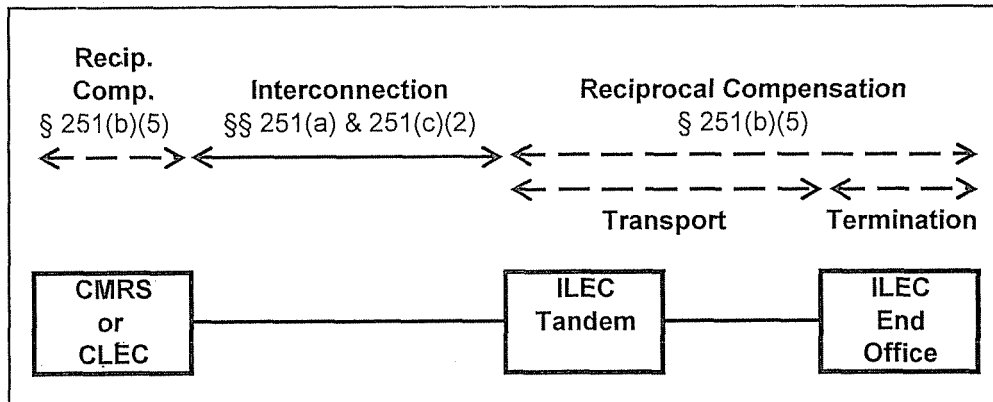 Recip.
Comp.
§ 251(b)(5)
Interconnection
§§ 251(a) & 251(c)(2)
Reciprocal Compensation
§ 251(b)(5)
Transport
Termination
CMRS
or
CLEC
ILEC
Tandem
ILEC
End
Office